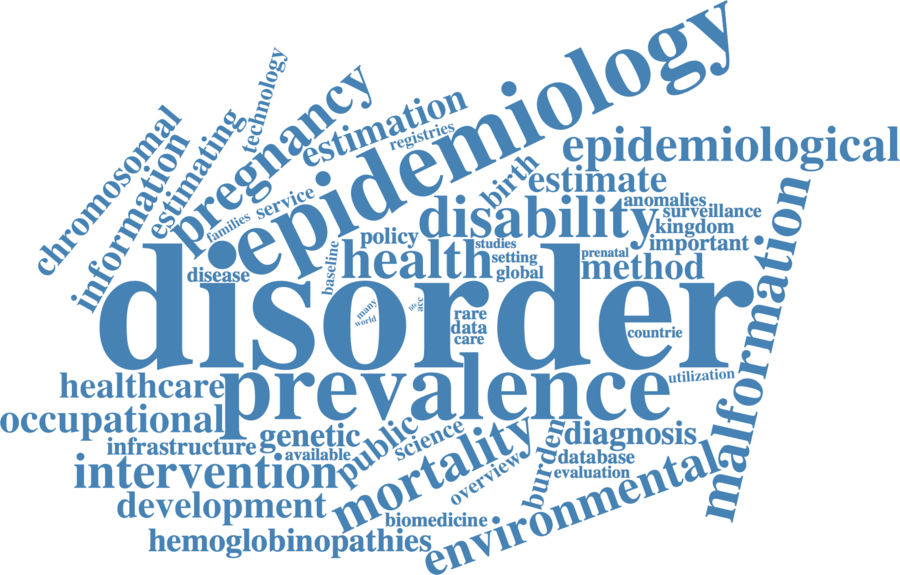 epidemiology
technology
pregnancy
chromosomal
estimation
estimating
registries
information
epidemiological
birth
estimate
families
service
anomalies
disability
surveillance
kingdom
policy
studies
important
health
baseline
setting
prenatal
disease
global
method
malformation
disorder
many
world
acc
rare
data
care
countrie
utilization
healthcare
prevalence
occupational
public
science
mortality
genetic
infrastructure
available
burden
diagnosis
database
evaluation
intervention
overview
development
environmental
biomedicine
hemoglobinopathies